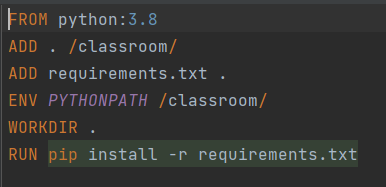 FROM python:3.8
ADD . /classroom/
ADD requirements.txt .
ENV PYTHONPATH /classroom/
WORKDIR .
RUN pip install -r requirements.txt